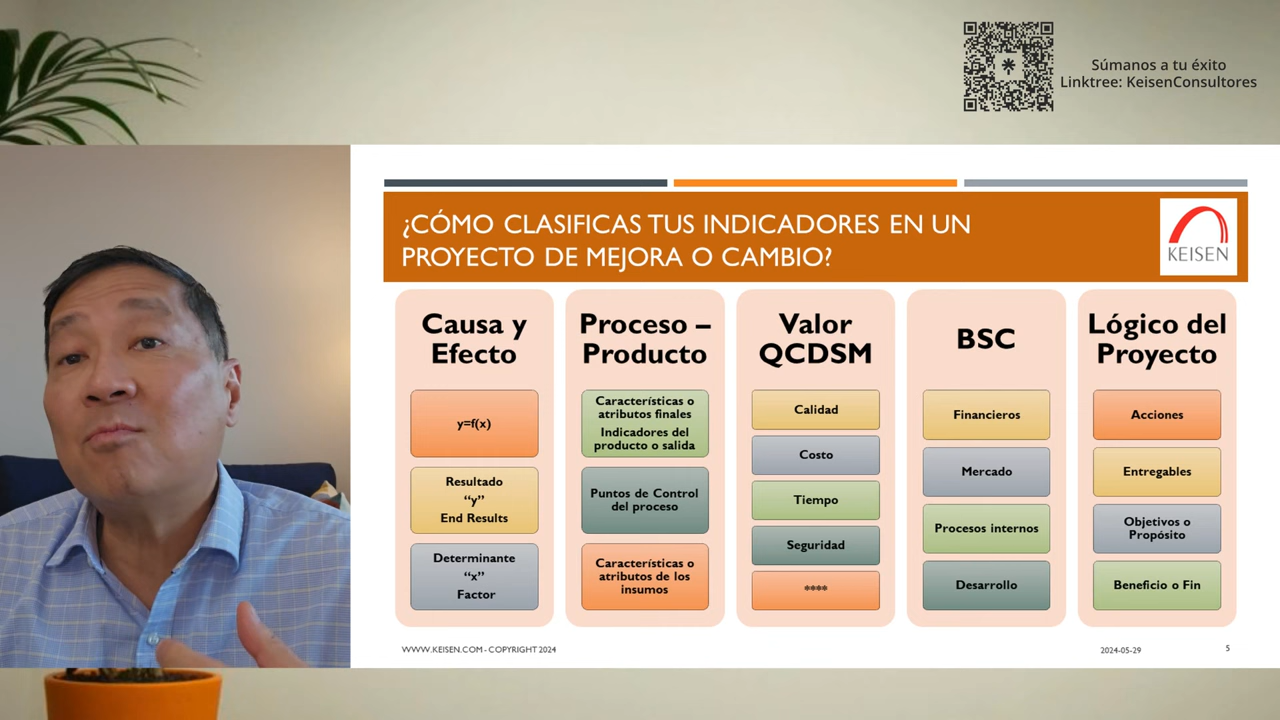 Súmanos a tu éxito
Linktree: KeisenConsultores
¿CÓMO CLASIFICAS TUS INDICADORES EN UN
PROYECTO DE MEJORA O CAMBIO?
KEISEN
Causa y
Efecto
y=f(x)
Resultado
“y”
End Results
Determinante
“x”
Factor
Proceso –
Producto
Características o
atributos finales
Indicadores del
producto o salida
Puntos de Control
del proceso
Características o
atributos de los
insumos
Valor
QCDSM
Calidad
Costo
Tiempo
Seguridad
****
BSC
Financieros
Mercado
Procesos internos
Desarrollo
Lógico del
Proyecto
Acciones
Entregables
Objetivos o
Propósito
Beneficio o Fin
WWW.KEISEN.COM - COPYRIGHT 2024
2024-05-29
5